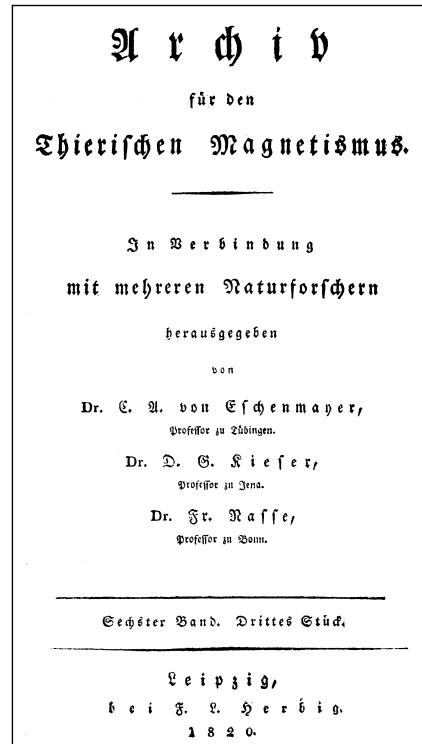 Archiv
für den
Thierischen Magnetismus.
In Verbindung
mit mehreren Naturforschern
herausgegeben
von
Dr. C. A. von Eschenmayer,
Professor zu Tübingen.
Dr. D. G. Kieser,
Professor zu Jena.
Dr. Fr. Nasse,
Professor zu Bonn.
Sechster Band. Drittes Stück.
Leipzig,
bei F. L. Herbig.
1820.